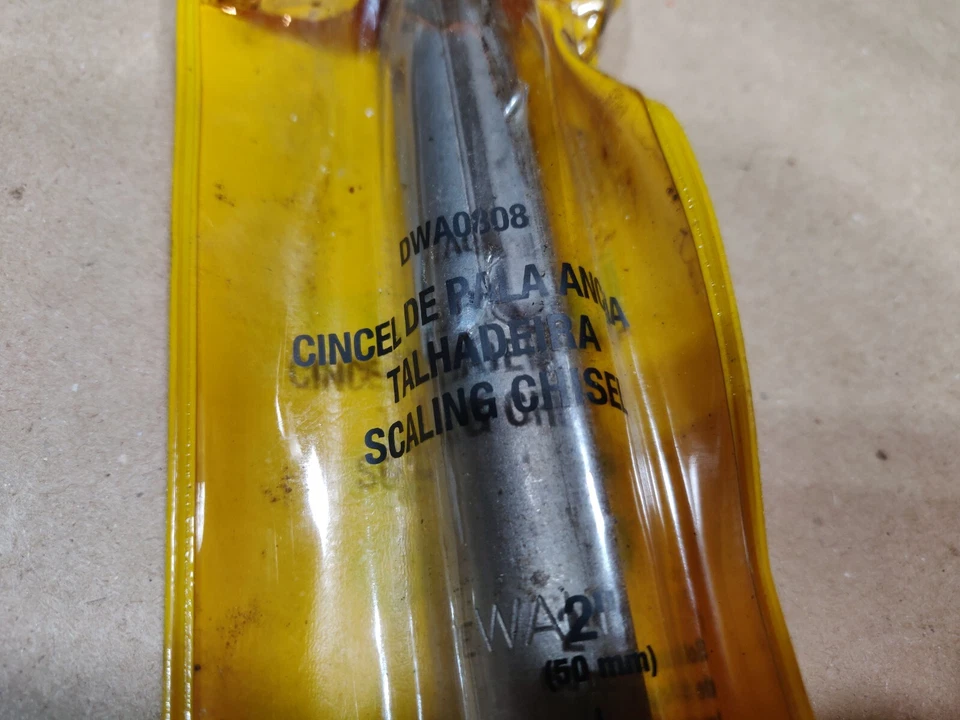 DWA0808
CINCEL DE PALA ANCHA
TALHADEIRA
SCALING CHISEL
2
(50 mm)